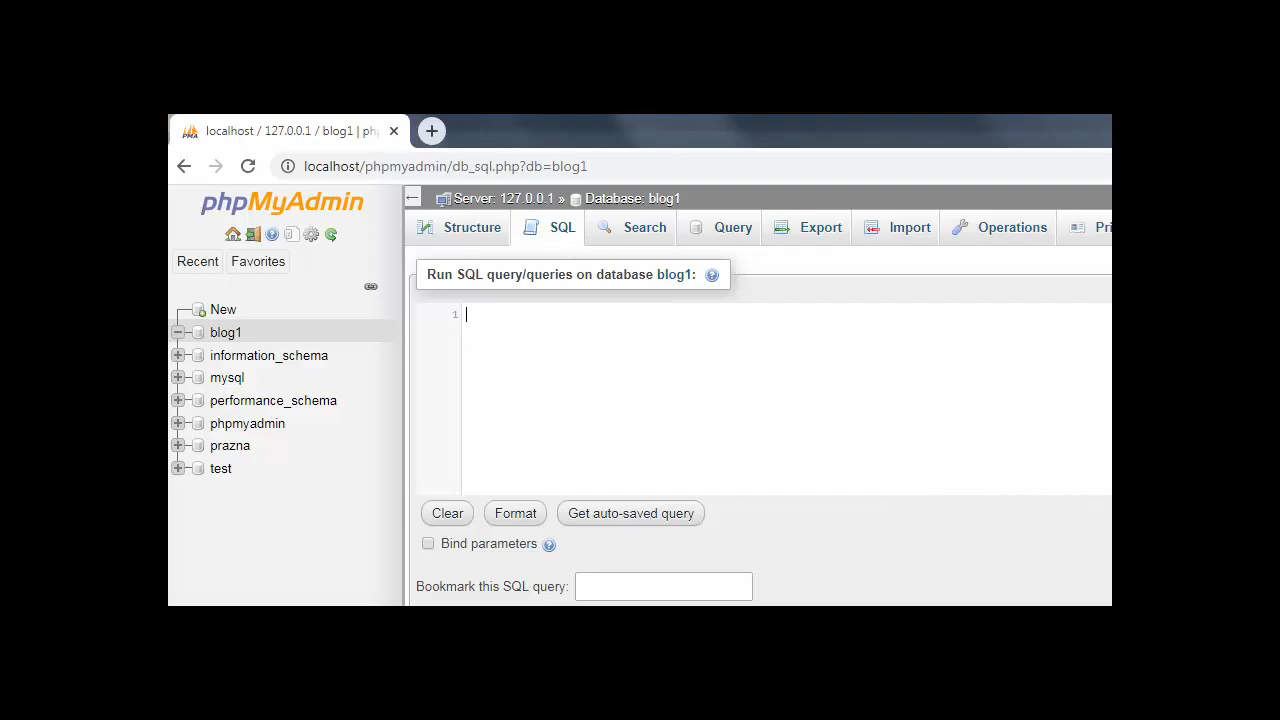 localhost / 127.0.0.1 / blog1 | ph
localhost/phpmyadmin/db_sql.php?db=blog1
phpMyAdmin
Recent Favorites
New
blog1
information_schema
mysql
performance_schema
phpmyadmin
prazna
test
Server: 127.0.0.1 » Database: blog1
Structure SQL Search Query Export Import Operations Pri
Run SQL query/queries on database blog1:
1
Clear Format Get auto-saved query
Bind parameters
Bookmark this SQL query: